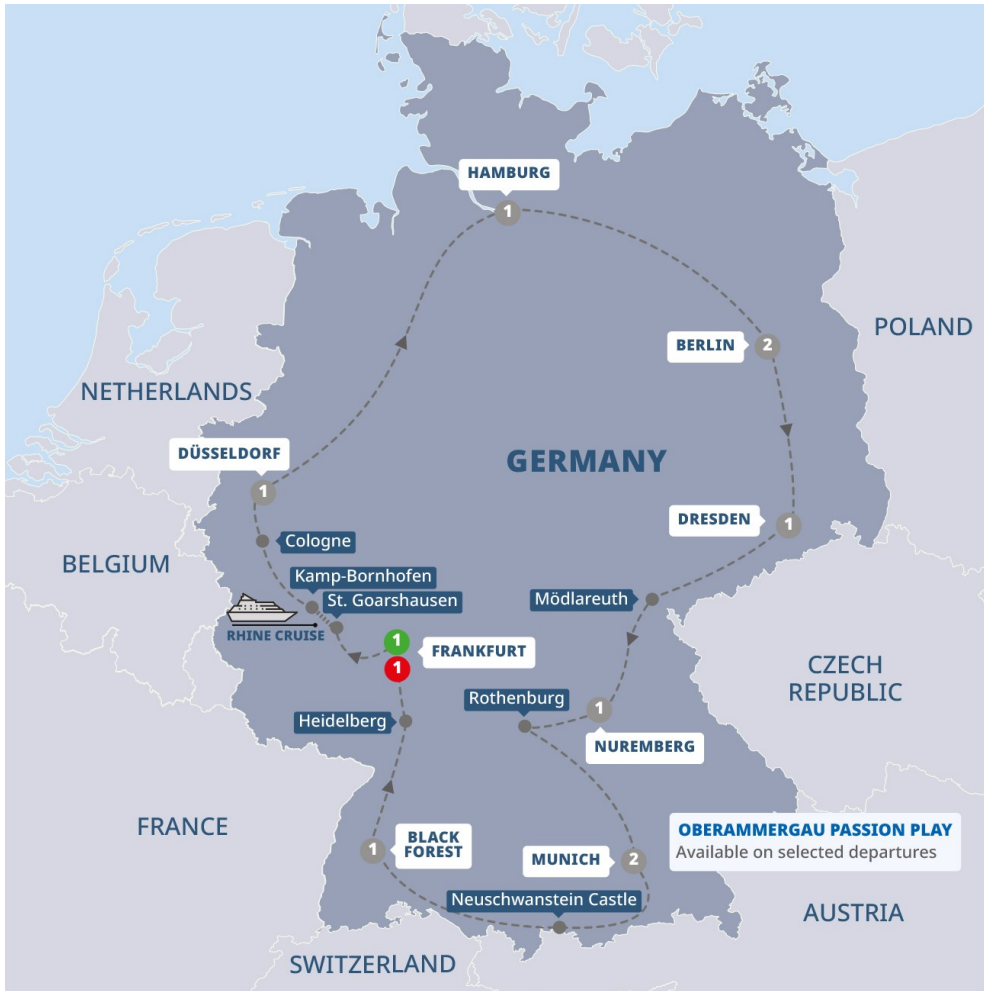 HAMBURG
1
POLAND
BERLIN
2
NETHERLANDS
DÜSSELDORF
GERMANY
1
DRESDEN
1
Cologne
BELGIUM
Kamp-Bornhofen
Mödlareuth
St. Goarshausen
RHINE CRUISE
1
FRANKFURT
1
CZECH
REPUBLIC
Rothenburg
Heidelberg
1
NUREMBERG
FRANCE
OBERAMMERGAU PASSION PLAY
Available on selected departures
1
BLACK
FOREST
MUNICH
2
Neuschwanstein Castle
AUSTRIA
SWITZERLAND